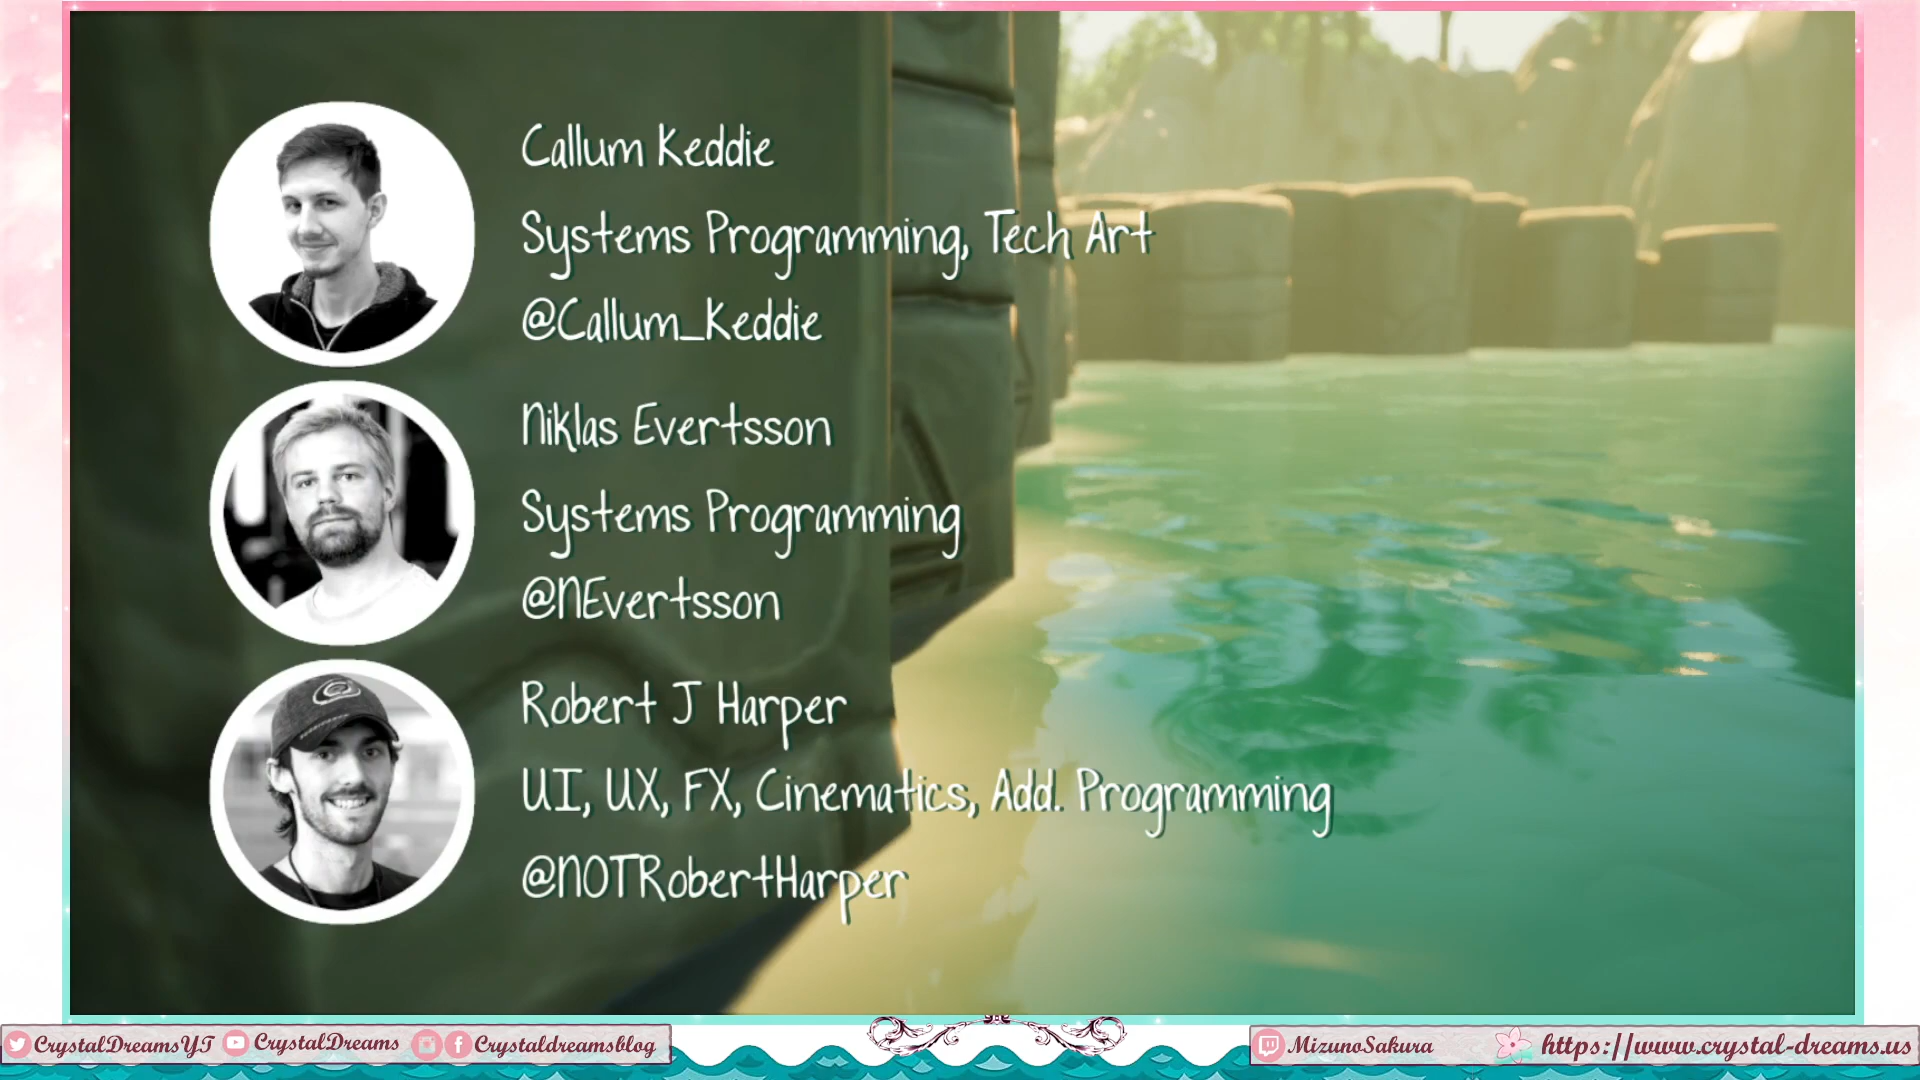 Callum Keddie
Systems Programming, Tech Art
@Callum_Keddie
Niklas Evertsson
Systems Programming
@NEvertsson
Robert J Harper
UI, UX, FX, Cinematics, Add. Programming
@NOTRobertHarper
CrystalDreamsYT CrystalDreams Crystaldreamsblog
MizunoSakura https://www.crystal-dreams.us